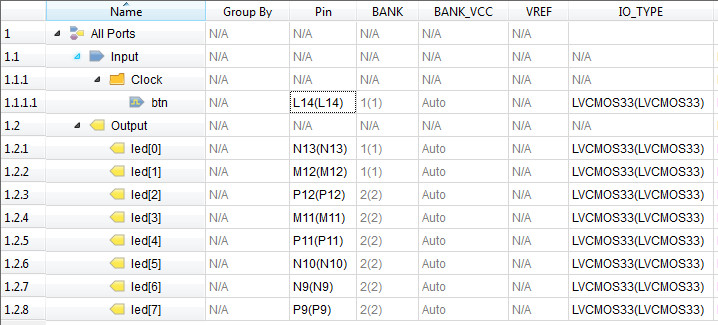 Name Group By Pin BANK BANK_VCC VREF IO_TYPE
1 All Ports N/A N/A N/A N/A N/A
1.1 Input N/A N/A N/A N/A N/A N/A
1.1.1 Clock N/A N/A N/A N/A N/A N/A
1.1.1.1 btn N/A L14(L14) 1(1) Auto N/A LVCMOS33(LVCMOS33)
1.2 Output N/A N/A N/A N/A N/A N/A
1.2.1 led[0] N/A N13(N13) 1(1) Auto N/A LVCMOS33(LVCMOS33)
1.2.2 led[1] N/A M12(M12) 1(1) Auto N/A LVCMOS33(LVCMOS33)
1.2.3 led[2] N/A P12(P12) 2(2) Auto N/A LVCMOS33(LVCMOS33)
1.2.4 led[3] N/A M11(M11) 2(2) Auto N/A LVCMOS33(LVCMOS33)
1.2.5 led[4] N/A P11(P11) 2(2) Auto N/A LVCMOS33(LVCMOS33)
1.2.6 led[5] N/A N10(N10) 2(2) Auto N/A LVCMOS33(LVCMOS33)
1.2.7 led[6] N/A N9(N9) 2(2) Auto N/A LVCMOS33(LVCMOS33)
1.2.8 led[7] N/A P9(P9) 2(2) Auto N/A LVCMOS33(LVCMOS33)